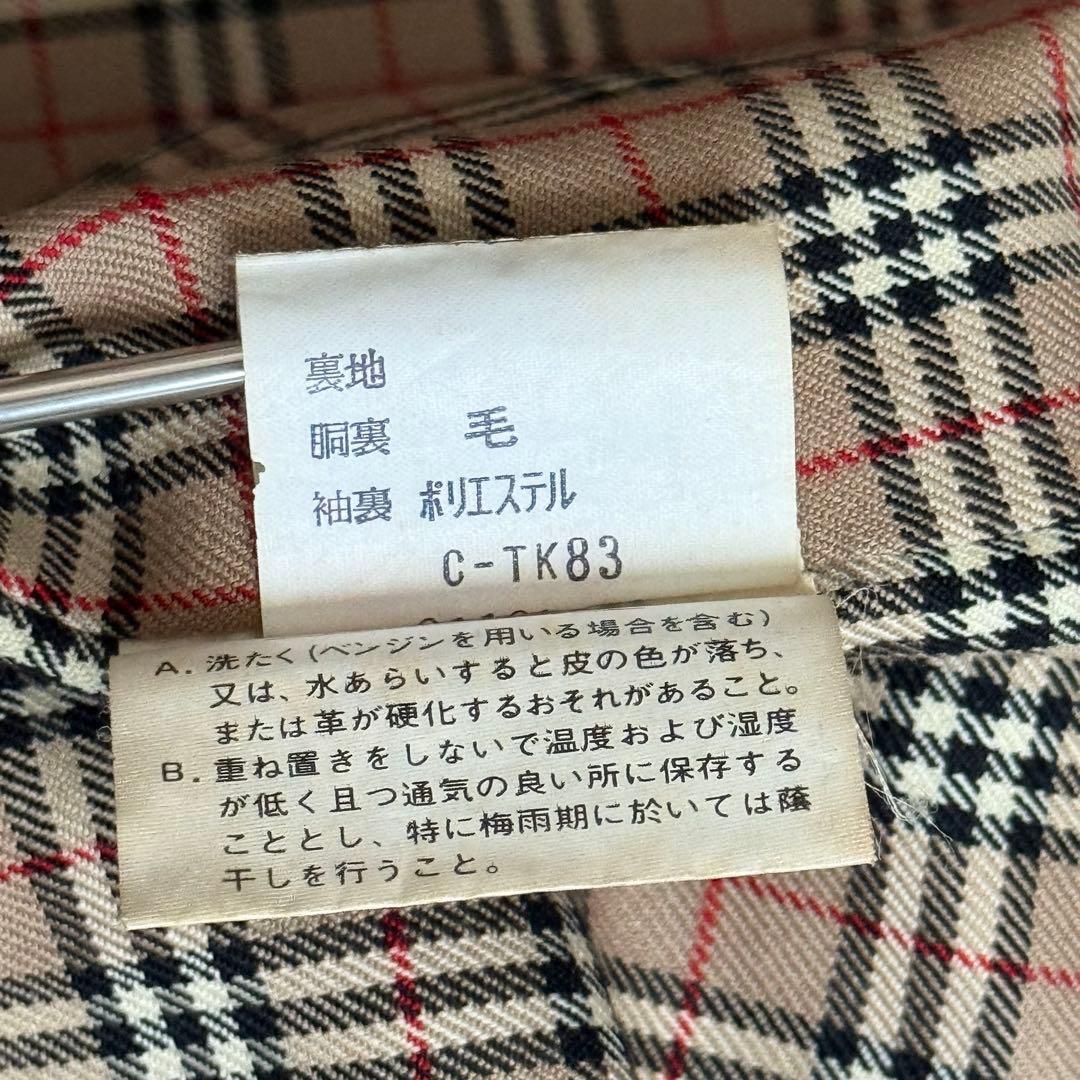 裏地
胴裏 毛
袖裏 ポリエステル
C-TK83
A. 洗たく(ベンジンを用いる場合を含む)
又は、水あらいすると皮の色が落ち、
または革が硬化するおそれがあること。
B. 重ね置きをしないで温度および湿度
が低く且つ通気の良い所に保存する
こととし、特に梅雨期に於いては蔭
干しを行うこと。